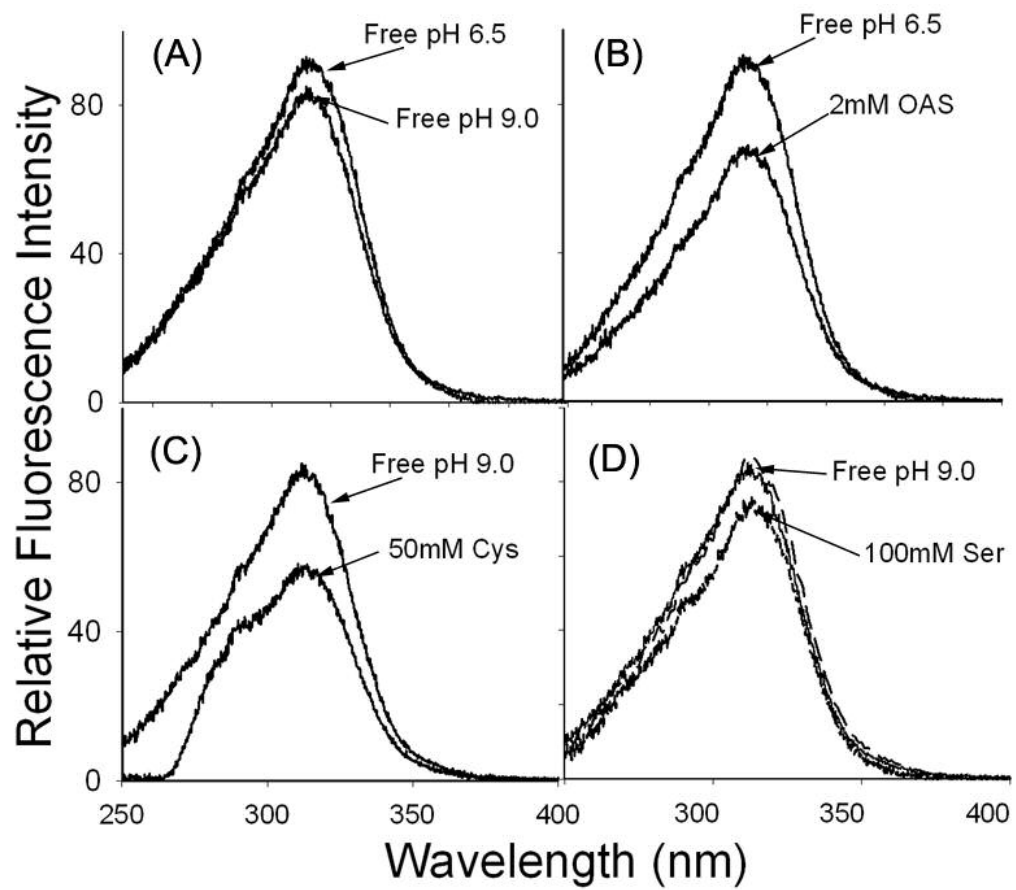 (A)
Free pH 6.5
Free pH 9.0
(B)
Free pH 6.5
2mM OAS
80
40
0
(C)
Free pH 9.0
50mM Cys
(D)
Free pH 9.0
100mM Ser
80
40
0
250
300
350
400
300
350
400
Relative Fluorescence Intensity
Wavelength (nm)